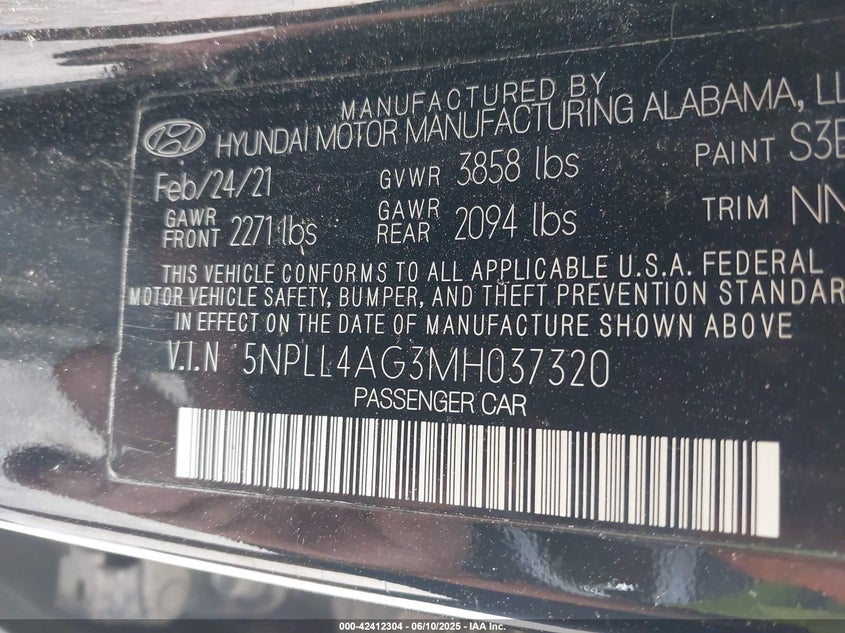 MANUFACTURED BY
HYUNDAI MOTOR MANUFACTURING ALABAMA, LL
Feb/24/21 GVWR 3858 lbs PAINT S3
GAWR FRONT 2271 lbs GAWR REAR 2094 lbs TRIM NN
THIS VEHICLE CONFORMS TO ALL APPLICABLE U.S.A. FEDERAL
MOTOR VEHICLE SAFETY, BUMPER, AND THEFT PREVENTION STANDAR
IN EFFECT ON THE DATE OF MANUFACTURE SHOWN ABOVE
V.I.N 5NPLL4AG3MH037320
PASSENGER CAR
000-42412304 - 06/10/2025 - IAA Inc.